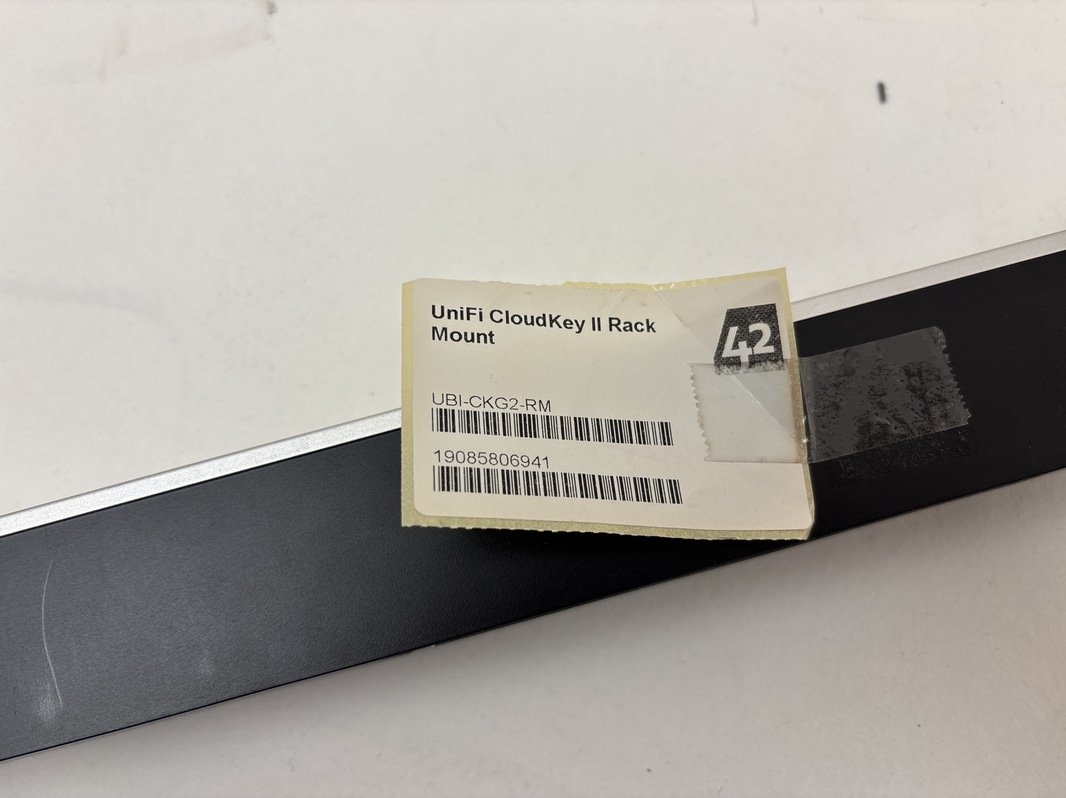 UniFi CloudKey II Rack
Mount
42
UBI-CKG2-RM
19085806941